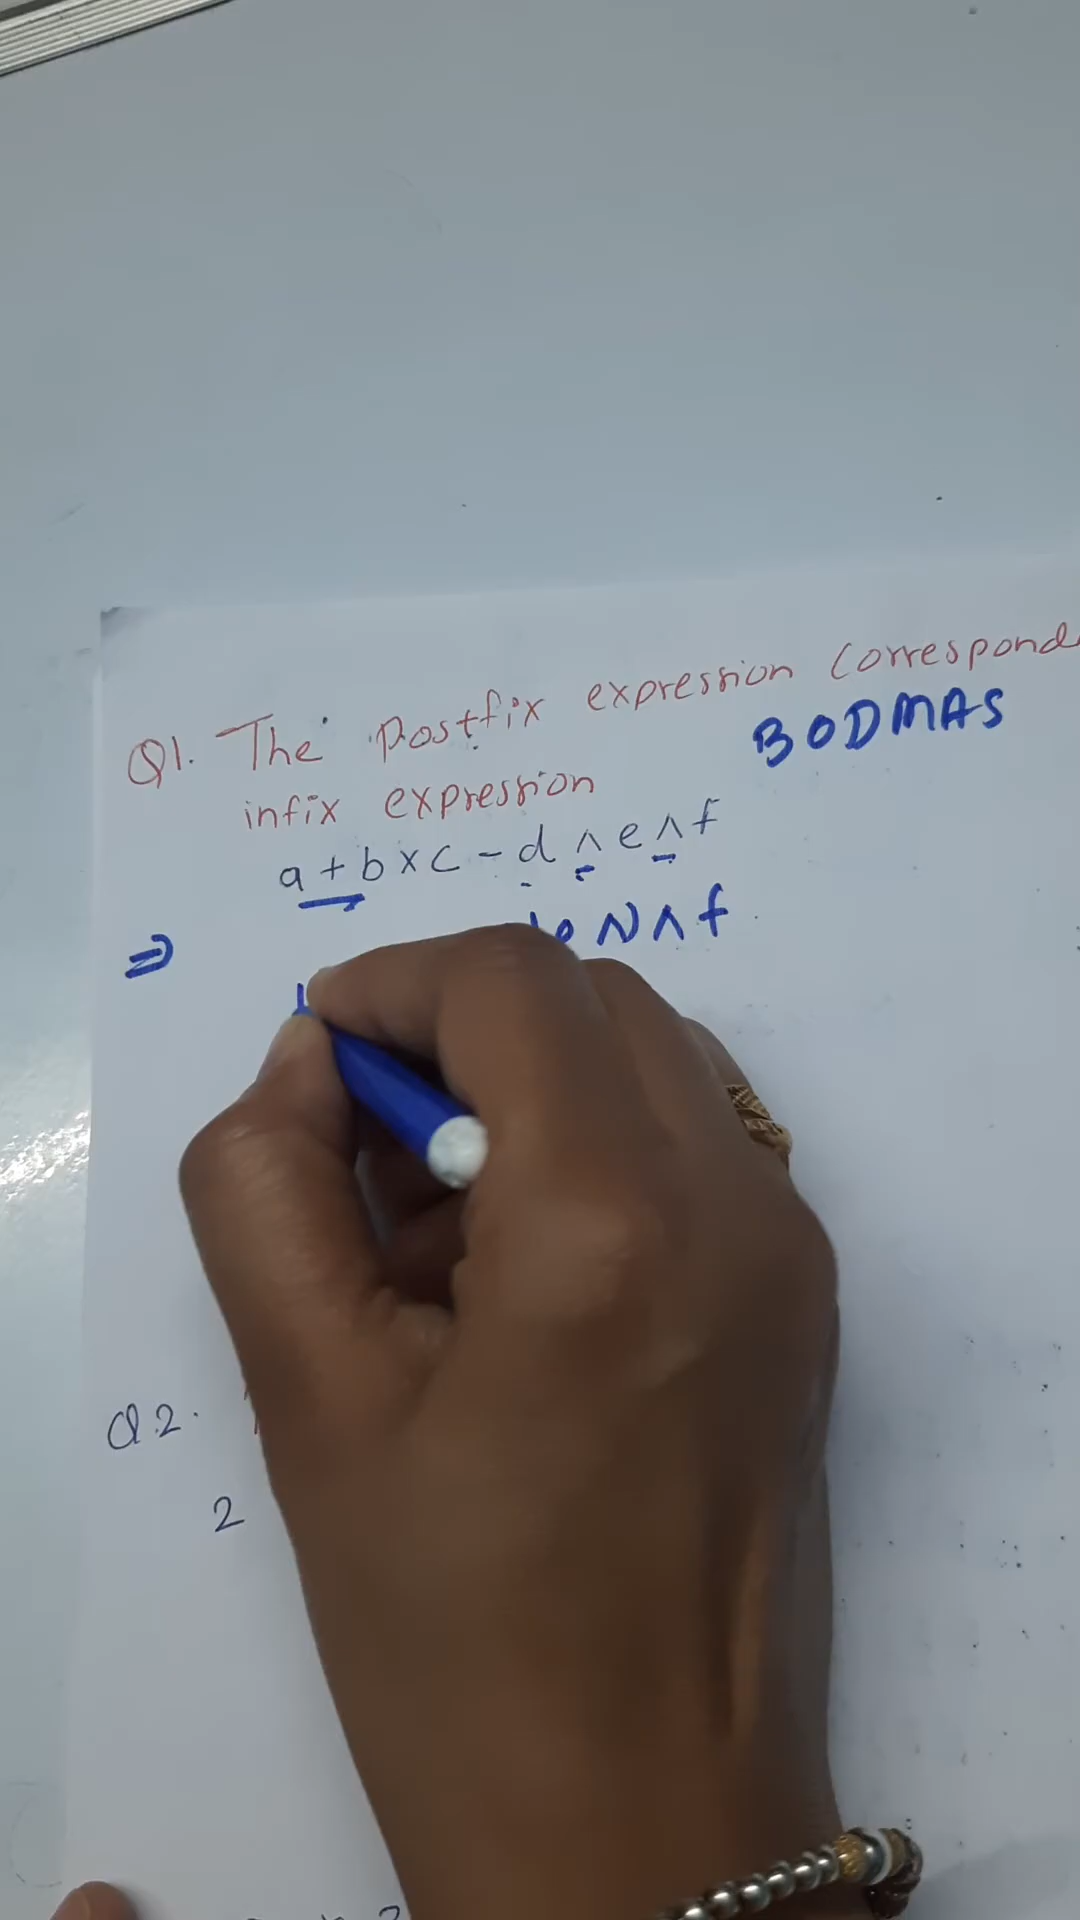 Q1. The Postfix expression Correspond
BODMAS
infix expression
a + b × c - d ^ e ^ f
⇒
^ ^ f
Q.2.
2